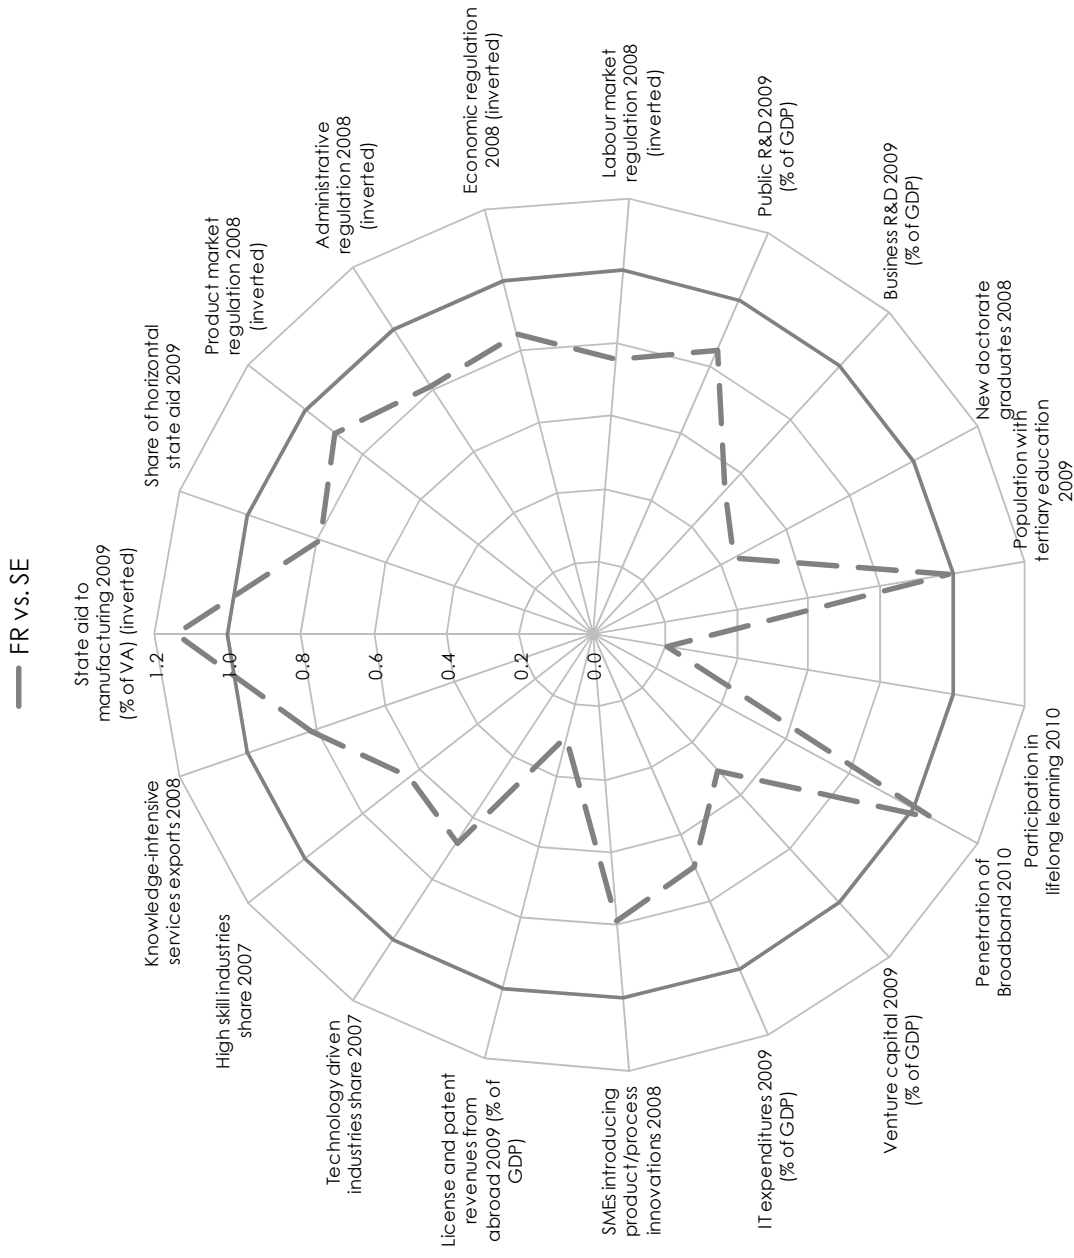 FR vs. SE
State aid to
manufacturing 2009
(% of VA) (inverted)
Share of horizontal
state aid 2009
Product market
regulation 2008
(inverted)
Administrative
regulation 2008
(inverted)
Economic regulation
2008 (inverted)
Labour market
regulation 2008
(inverted)
Public R&D 2009
(% of GDP)
Business R&D 2009
(% of GDP)
New doctorate
graduates 2008
Population with
tertiary education
2009
Participation in
lifelong learning 2010
Penetration of
Broadband 2010
Venture capital 2009
(% of GDP)
IT expenditures 2009
(% of GDP)
SMEs introducing
product/process
innovations 2008
License and patent
revenues from
abroad 2009 (% of
GDP)
Technology driven
industries share 2007
High skill industries
share 2007
Knowledge-intensive
services exports 2008
1.2
1.0
0.8
0.6
0.4
0.2
0.0